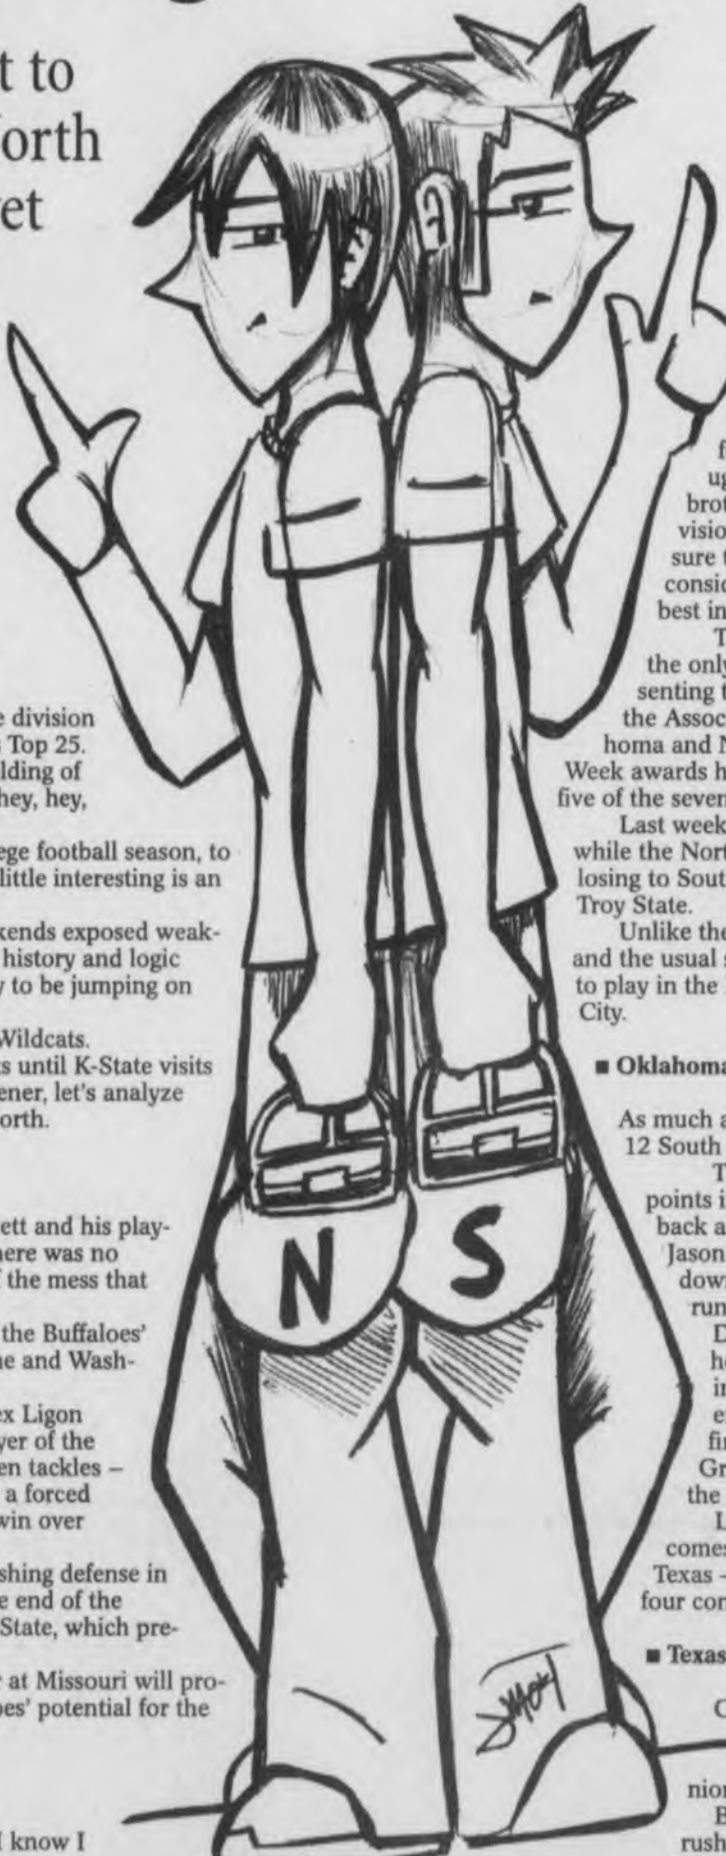 t to
orth
et
e division
Top 25.
lding of
hey, hey,
ege football season, to
little interesting is an
kends exposed weak-
history and logic
y to be jumping on
Wildcats.
ts until K-State visits
ener, let's analyze
orth.
ett and his play-
here was no
f the mess that
the Buffaloes'
ne and Wash-
ex Ligon
yer of the
en tackles –
a forced
win over
shing defense in
e end of the
State, which pre-
r at Missouri will pro-
oes' potential for the
I know I
N S
f
ug
brot
visio
sure t
consid
best in
T
the only
senting t
the Assoc
homa and N
Week awards h
five of the seven
Last week
while the Nort
losing to Sout
Troy State.
Unlike the
and the usual s
to play in the
City.
■ Oklahoma
As much a
12 South
T
points i
back a
Jason
down
run
D
he
in
e
fin
Gr
the
L
comes
Texas –
four con
■ Texas
C
nion
B
rush